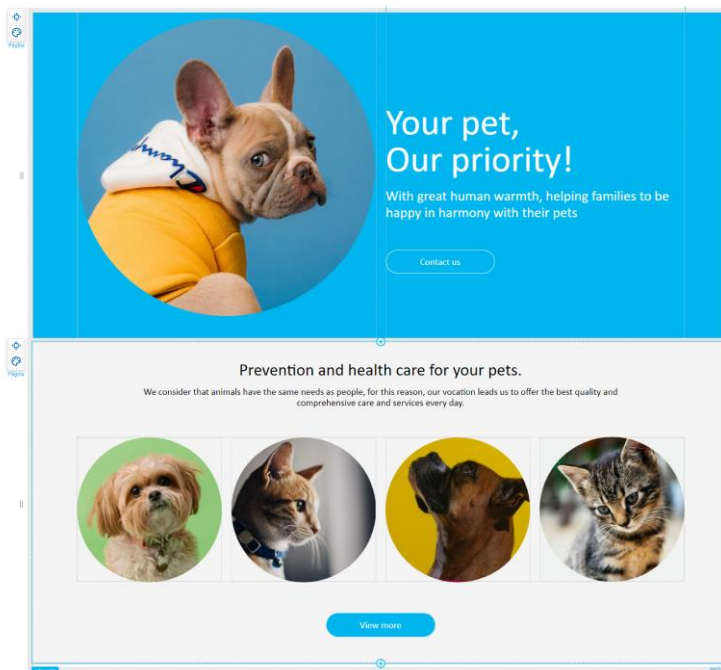 Página
Champ
Your pet,
Our priority!
With great human warmth, helping families to be
happy in harmony with their pets
Contact us
Página
Prevention and health care for your pets.
We consider that animals have the same needs as people, for this reason, our vocation leads us to offer the best quality and
comprehensive care and services every day.
View more